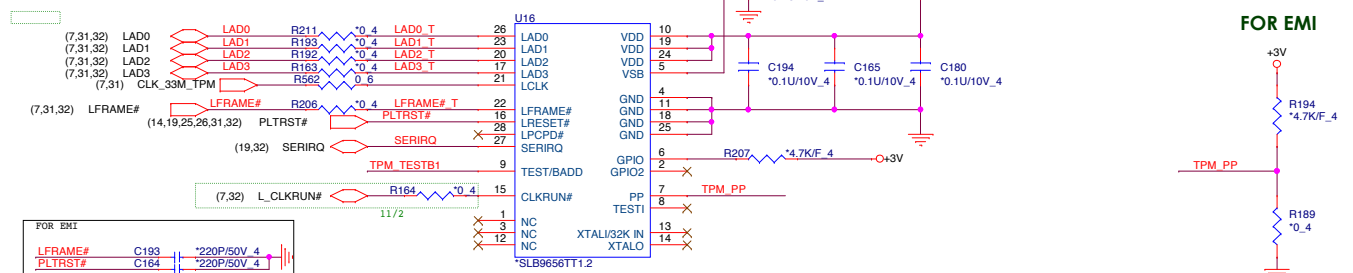 U16
FOR EMI
(7,31,32) LAD0 LAD0 R211 *0_4 LAD0_T 26 LAD0 VDD 10
(7,31,32) LAD1 LAD1 R193 *0_4 LAD1_T 23 LAD1 VDD 19
(7,31,32) LAD2 LAD2 R192 *0_4 LAD2_T 20 LAD2 VDD 24
(7,31,32) LAD3 LAD3 R163 *0_4 LAD3_T 17 LAD3 VSB 5
(7,31) CLK_33M_TPM R562 0_6 21 LCLK
C194 C165 C180
*0.1U/10V_4 *0.1U/10V_4 *0.1U/10V_4
+3V
R194
*4.7K/F_4
GND 4
(7,31,32) LFRAME# LFRAME# R206 *0_4 LFRAME#_T 22 LFRAME# GND 11
(14,19,25,26,31,32) PLTRST# PLTRST# 16 LRESET# GND 18
28 LPCPD# GND 25
(19,32) SERIRQ SERIRQ 27 SERIRQ
GPIO 6 R207 *4.7K/F_4 +3V
TPM_TESTB1 9 TEST/BADD GPIO2 2
TPM_PP
(7,32) L_CLKRUN# R164 *0_4 15 CLKRUN# PP 7 TPM_PP
11/2
TESTI 8
R189
*0_4
1 NC
3 NC XTALI/32K IN 13
12 NC XTALO 14
*SLB9656TT1.2
FOR EMI
LFRAME# C193 *220P/50V_4
PLTRST# C164 *220P/50V_4